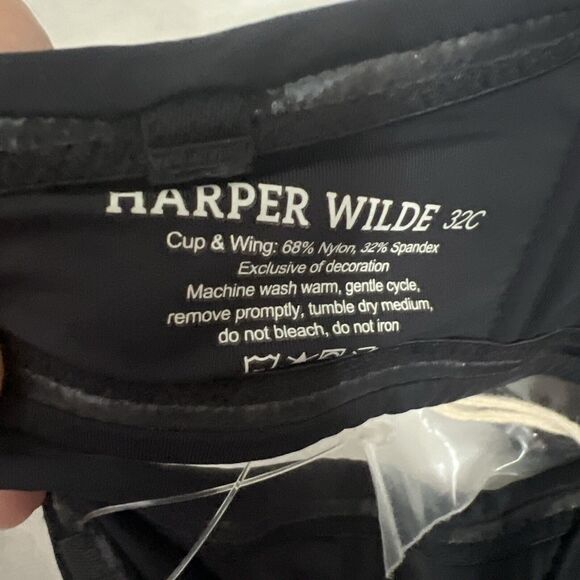 HARPER WILDE 32C
Cup & Wing: 68% Nylon, 32% Spandex
Exclusive of decoration
Machine wash warm, gentle cycle,
remove promptly, tumble dry medium,
do not bleach, do not iron